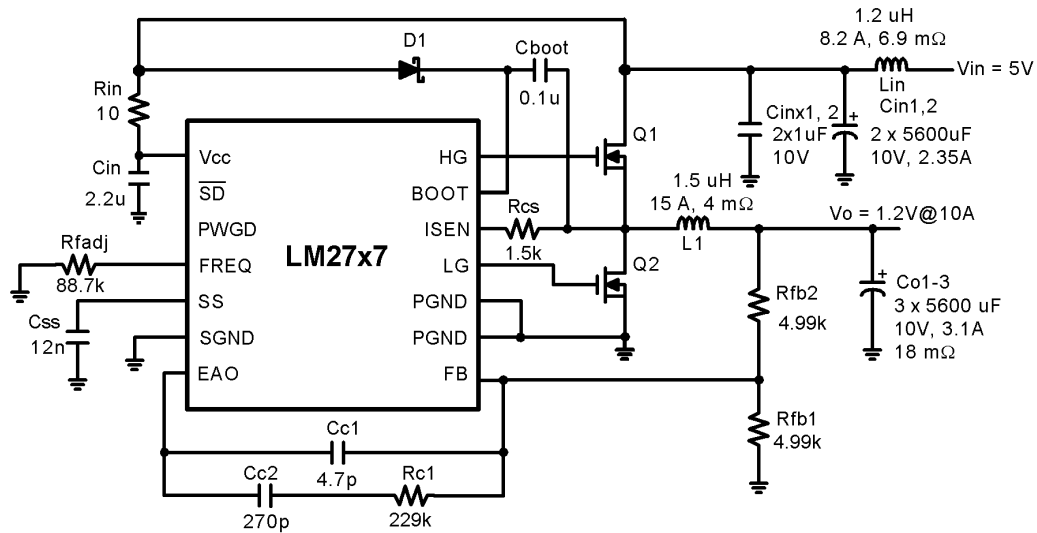 1.2 uH
8.2 A, 6.9 mΩ
D1
Cboot
0.1u
Vin = 5V
Lin
Cin1,2
2 x 5600uF
10V, 2.35A
Rin
10
Cinx1, 2
2x1uF
10V
Q1
Vcc
HG
Cin
2.2u
SD
BOOT
1.5 uH
15 A, 4 mΩ
L1
Vo = 1.2V@10A
PWGD
ISEN
Rcs
1.5k
LM27x7
Rfadj
88.7k
FREQ
LG
Q2
SS
PGND
Css
12n
SGND
PGND
Rfb2
4.99k
Co1-3
3 x 5600 uF
10V, 3.1A
18 mΩ
EAO
FB
Rfb1
4.99k
Cc1
4.7p
Cc2
270p
Rc1
229k